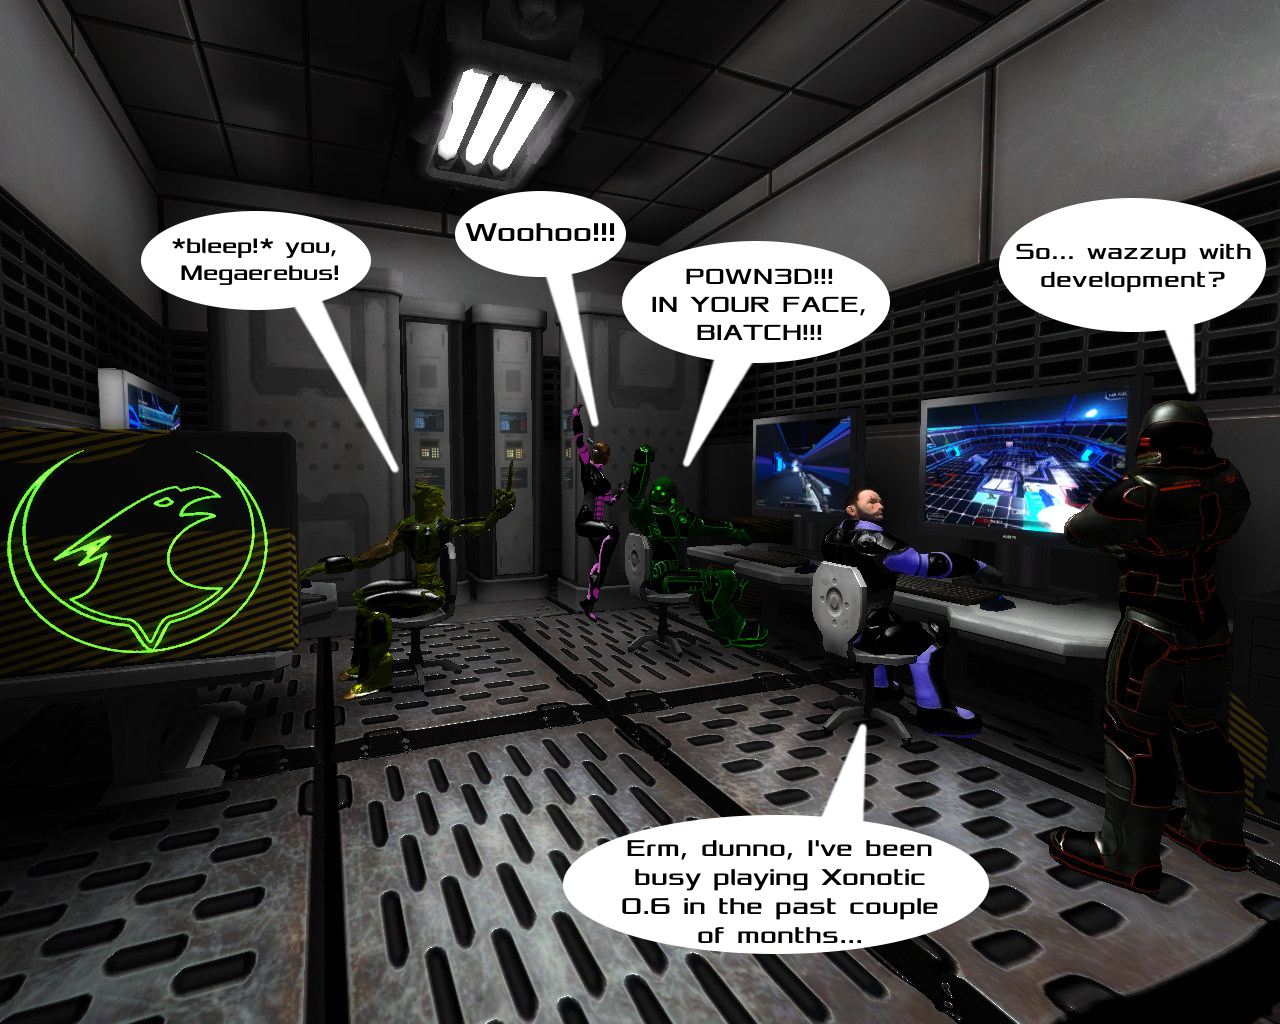 *bleep!* you,
Megaerebus!
Woohoo!!!
POWN3D!!!
IN YOUR FACE,
BIATCH!!!
So... wazzup with
development?
Erm, dunno, I've been
busy playing Xonotic
0.6 in the past couple
of months...